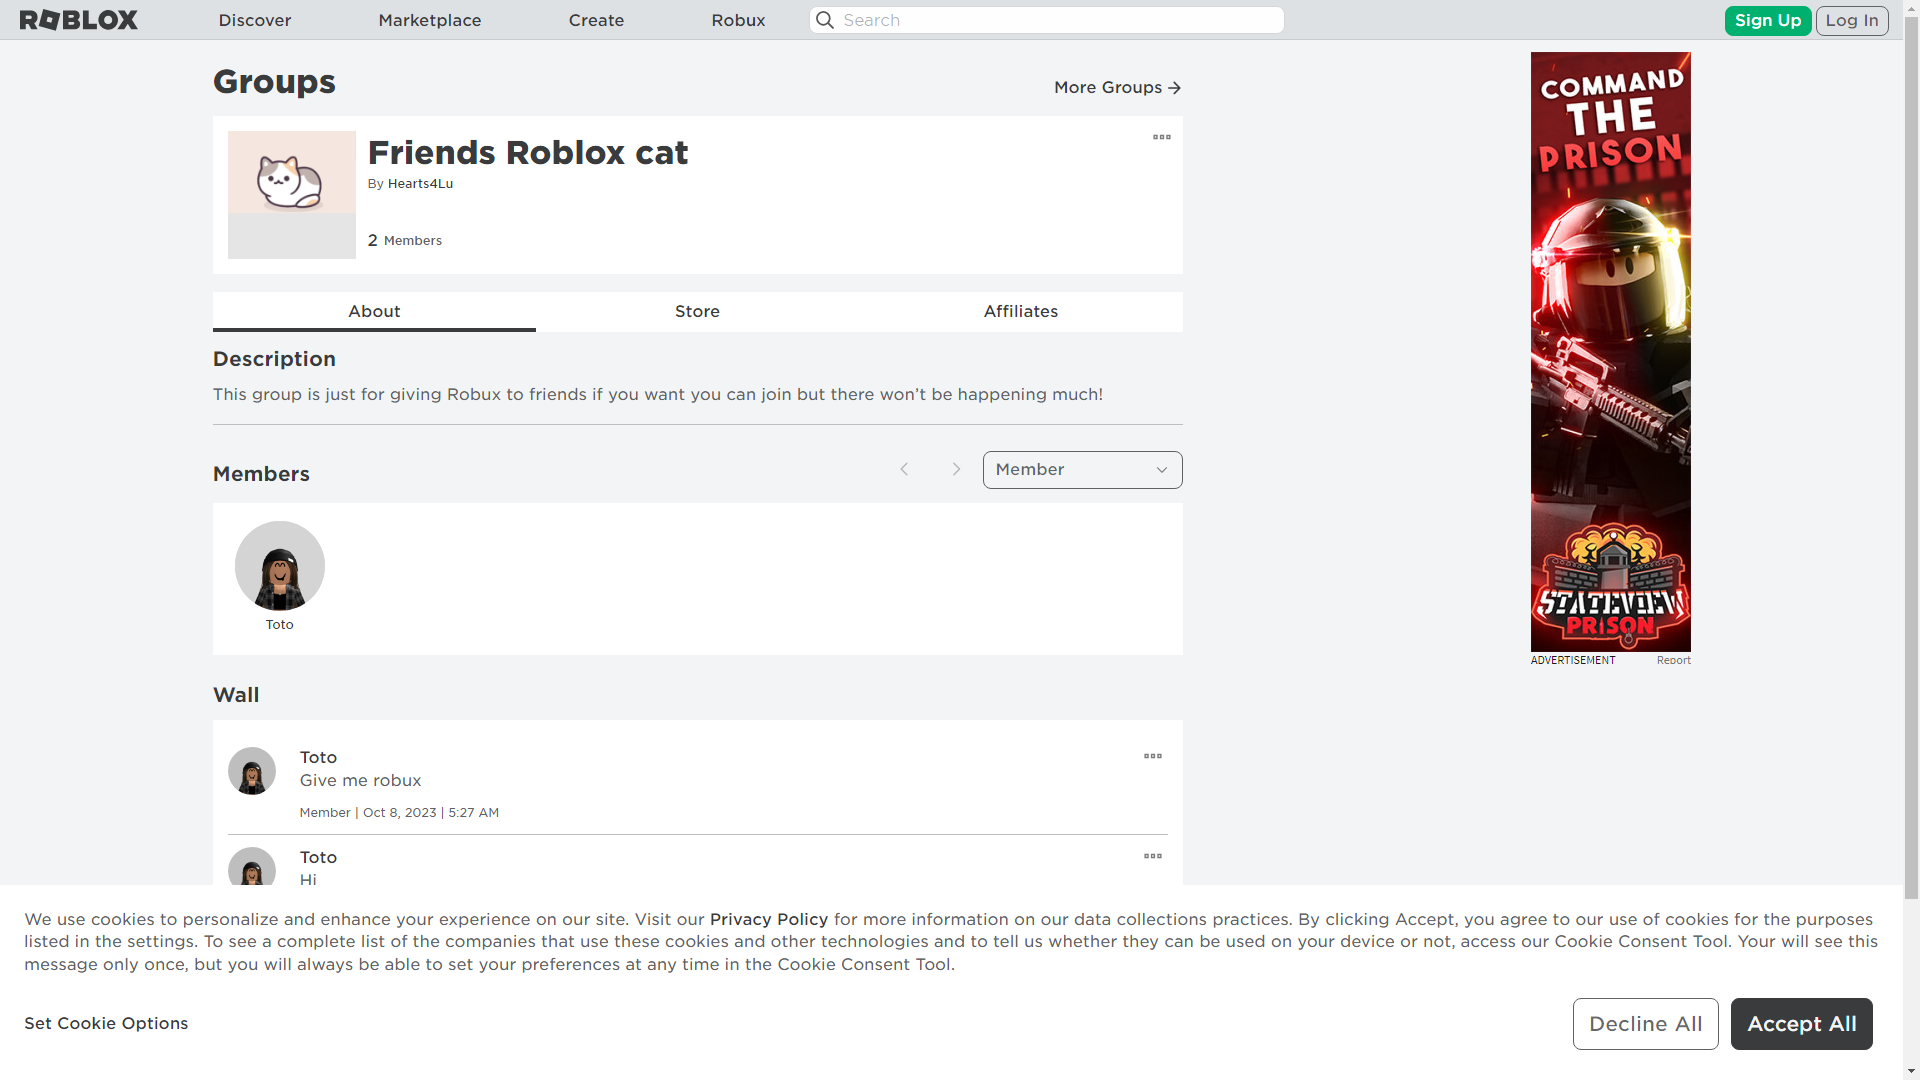 ROBLOX
Discover
Marketplace
Create
Robux
Search
Sign Up
Log In
Groups
More Groups
Friends Roblox cat
By Hearts4Lu
2 Members
About
Store
Affiliates
Description
This group is just for giving Robux to friends if you want you can join but there won’t be happening much!
Members
Member
Toto
Wall
Toto
Give me robux
Member | Oct 8, 2023 | 5:27 AM
Toto
Hi
COMMAND
THE
PRISON
STATEVIEW
PRISON
ADVERTISEMENT
Report
We use cookies to personalize and enhance your experience on our site. Visit our Privacy Policy for more information on our data collections practices. By clicking Accept, you agree to our use of cookies for the purposes
listed in the settings. To see a complete list of the companies that use these cookies and other technologies and to tell us whether they can be used on your device or not, access our Cookie Consent Tool. Your will see this
message only once, but you will always be able to set your preferences at any time in the Cookie Consent Tool.
Set Cookie Options
Decline All
Accept All